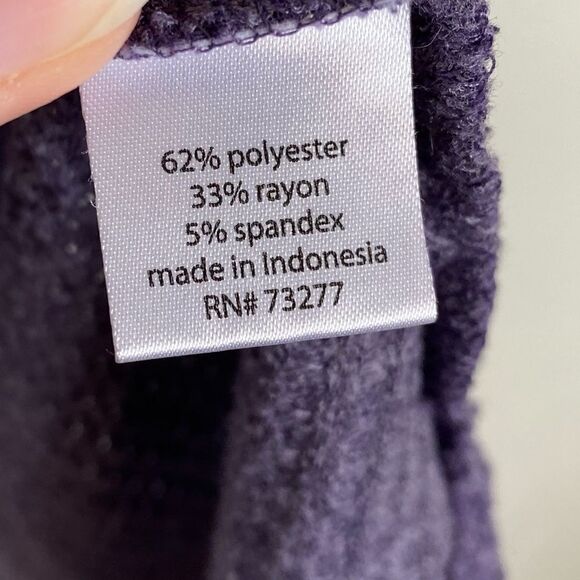 62% polyester
33% rayon
5% spandex
made in Indonesia
RN# 73277